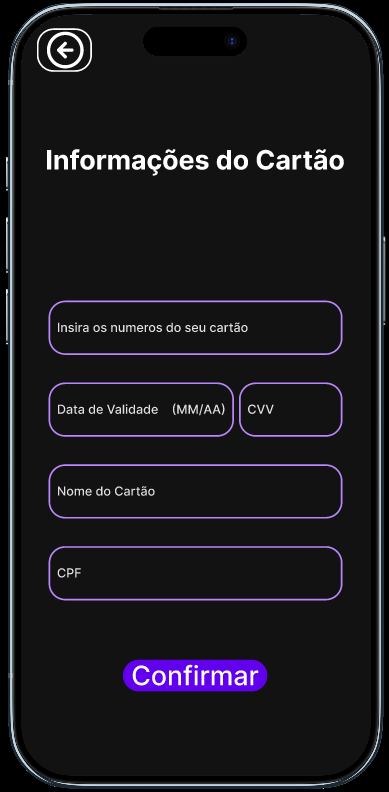 Informações do Cartão
Insira os numeros do seu cartão
Data de Validade (MM/AA) CVV
Nome do Cartão
CPF
Confirmar